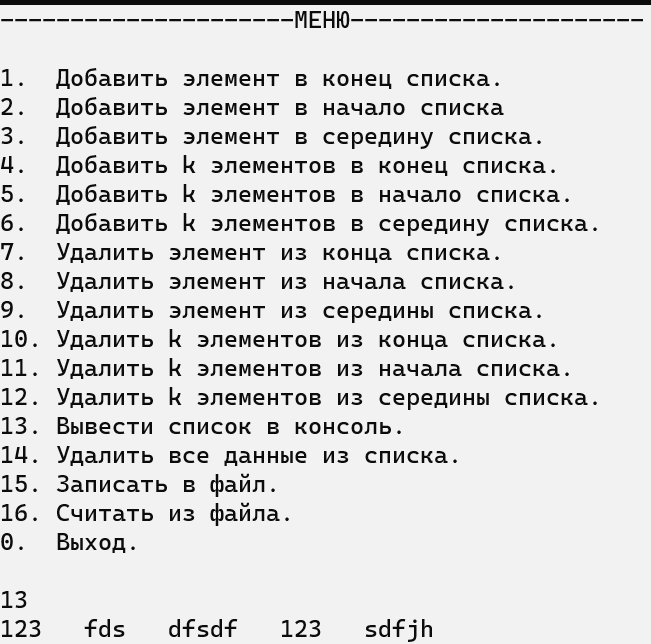 ---------------------МЕНЮ---------------------
1.  Добавить элемент в конец списка.
2.  Добавить элемент в начало списка
3.  Добавить элемент в середину списка.
4.  Добавить k элементов в конец списка.
5.  Добавить k элементов в начало списка.
6.  Добавить k элементов в середину списка.
7.  Удалить элемент из конца списка.
8.  Удалить элемент из начала списка.
9.  Удалить элемент из середины списка.
10. Удалить k элементов из конца списка.
11. Удалить k элементов из начала списка.
12. Удалить k элементов из середины списка.
13. Вывести список в консоль.
14. Удалить все данные из списка.
15. Записать в файл.
16. Считать из файла.
0.  Выход.
13
123   fds   dfsdf   123   sdfjh